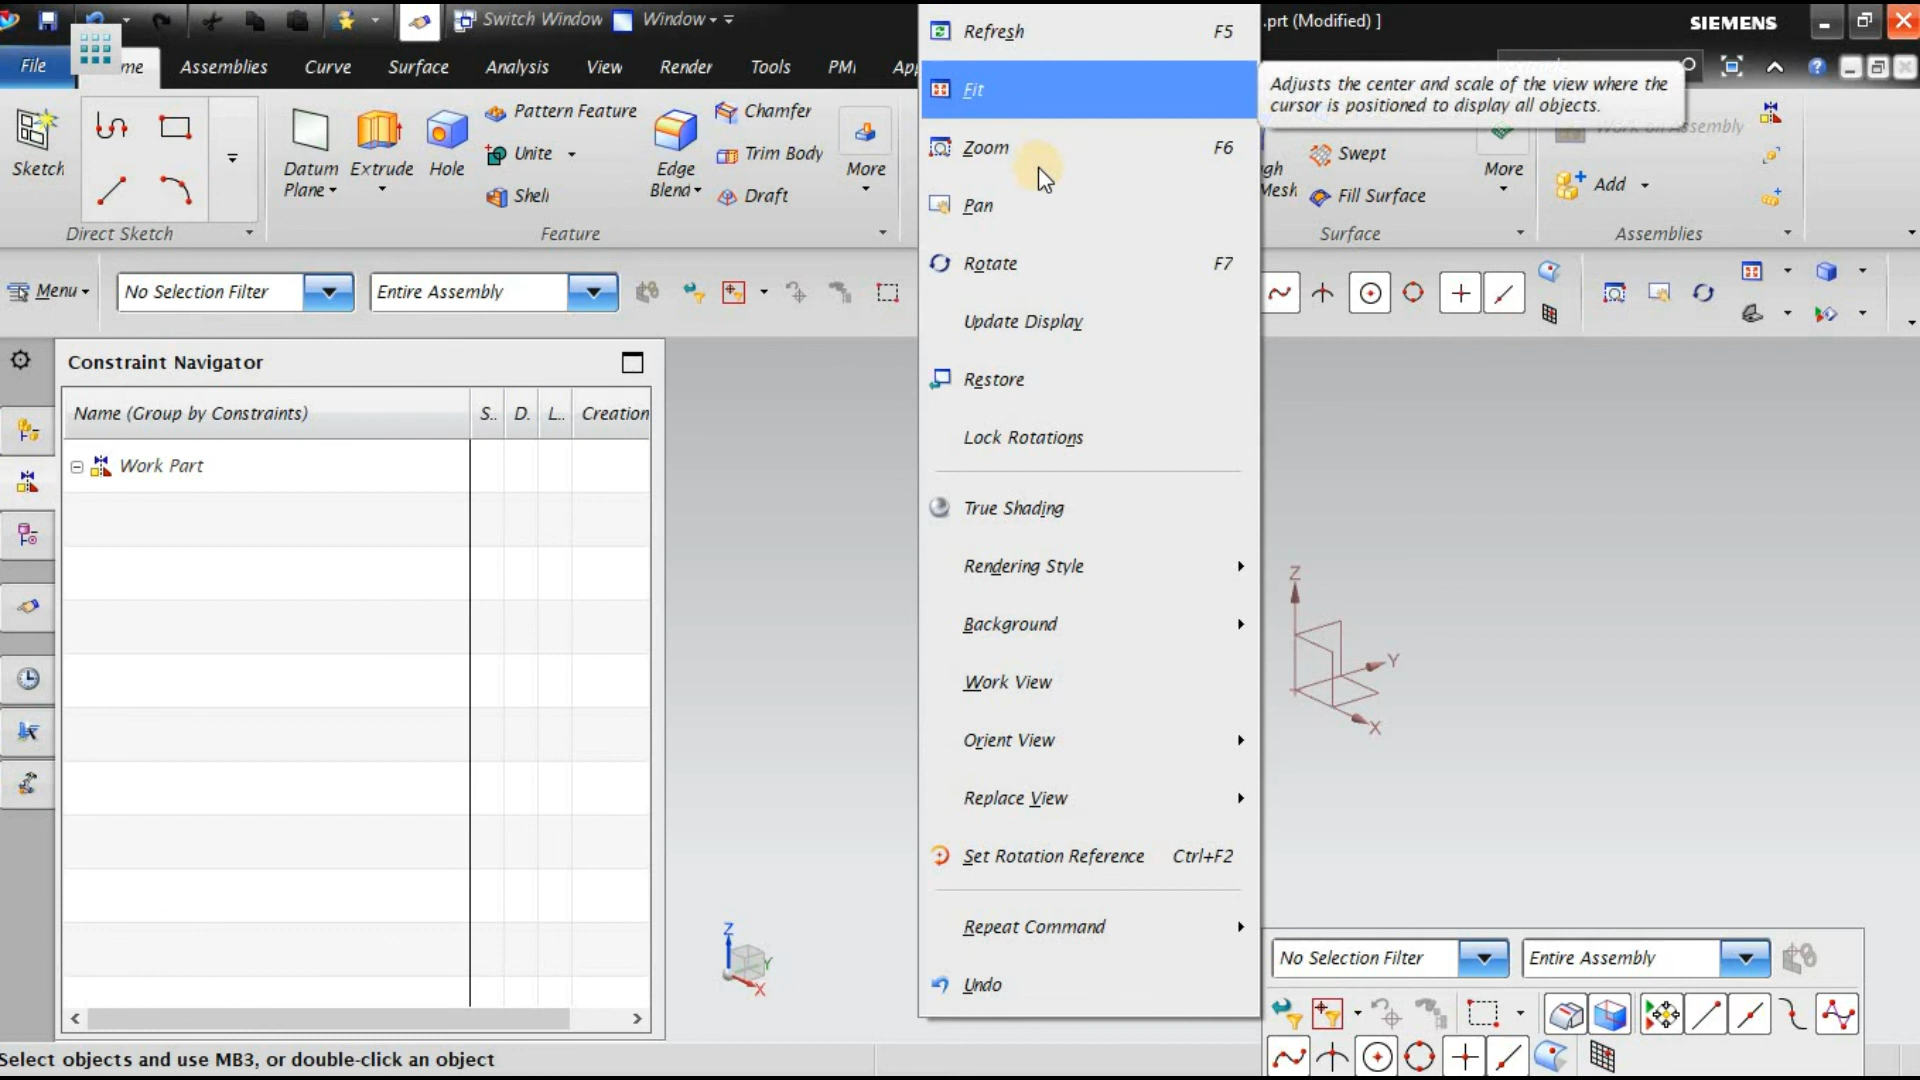 Switch Window
Window
.prt (Modified) ]
SIEMENS
File
me
Assemblies
Curve
Surface
Analysis
View
Render
Tools
PMI
Ap
Sketch
Direct Sketch
Datum
Plane
Extrude
Hole
Pattern Feature
Unite
Shell
Edge
Blend
Chamfer
Trim Body
Draft
More
Feature
gh
Mesh
Swept
Fill Surface
More
Surface
Work on Assembly
Add
Assemblies
Menu
No Selection Filter
Entire Assembly
Constraint Navigator
Name (Group by Constraints)
S..
D.
L..
Creation
Work Part
Refresh F5
Fit
Adjusts the center and scale of the view where the
cursor is positioned to display all objects.
Zoom F6
Pan
Rotate F7
Update Display
Restore
Lock Rotations
True Shading
Rendering Style
Background
Work View
Orient View
Replace View
Set Rotation Reference Ctrl+F2
Repeat Command
Undo
Z
Y
X
Z
Y
X
No Selection Filter
Entire Assembly
Select objects and use MB3, or double-click an object